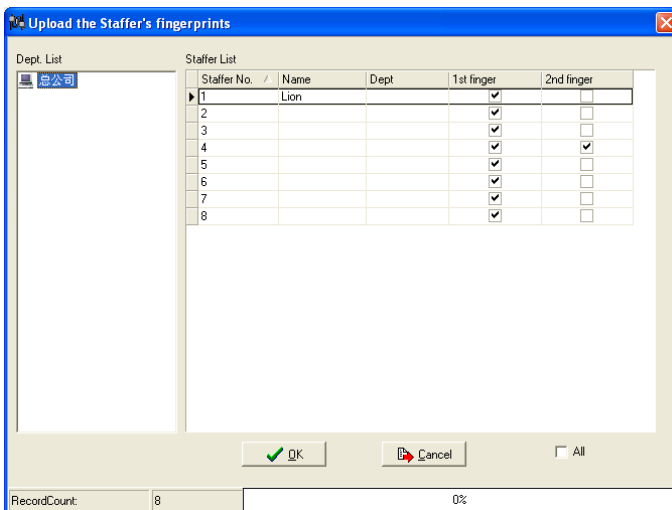 Upload the Staffer's fingerprints
Dept. List
Staffer List
总公司
Staffer No. Name Dept 1st finger 2nd finger
1 Lion
2
3
4
5
6
7
8
OK
Cancel
All
RecordCount: 8 0%